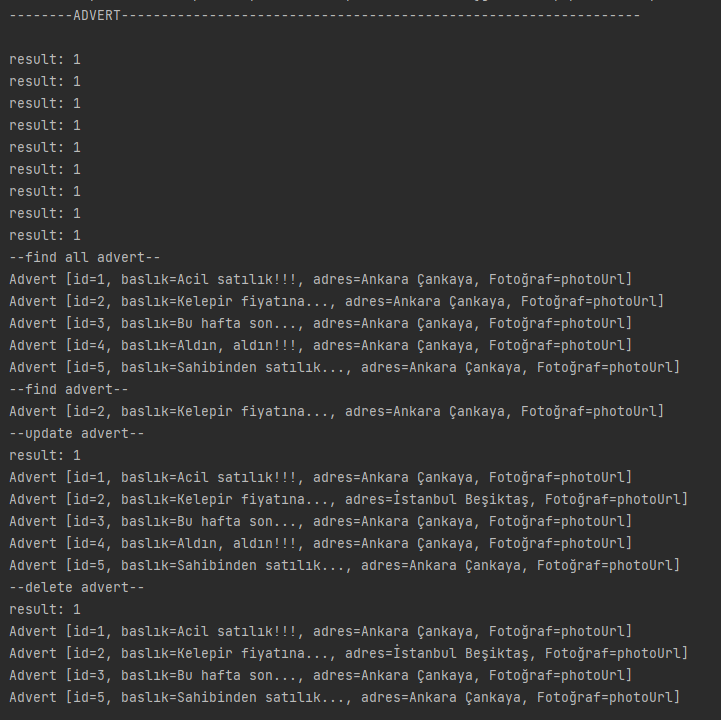 --------ADVERT-----------------------------------------------------------------
result: 1
result: 1
result: 1
result: 1
result: 1
result: 1
result: 1
result: 1
result: 1
--find all advert--
Advert [id=1, baslık=Acil satılık!!!, adres=Ankara Çankaya, Fotoğraf=photoUrl]
Advert [id=2, baslık=Kelepir fiyatına..., adres=Ankara Çankaya, Fotoğraf=photoUrl]
Advert [id=3, baslık=Bu hafta son..., adres=Ankara Çankaya, Fotoğraf=photoUrl]
Advert [id=4, baslık=Aldın, aldın!!!, adres=Ankara Çankaya, Fotoğraf=photoUrl]
Advert [id=5, baslık=Sahibinden satılık..., adres=Ankara Çankaya, Fotoğraf=photoUrl]
--find advert--
Advert [id=2, baslık=Kelepir fiyatına..., adres=Ankara Çankaya, Fotoğraf=photoUrl]
--update advert--
result: 1
Advert [id=1, baslık=Acil satılık!!!, adres=Ankara Çankaya, Fotoğraf=photoUrl]
Advert [id=2, baslık=Kelepir fiyatına..., adres=İstanbul Beşiktaş, Fotoğraf=photoUrl]
Advert [id=3, baslık=Bu hafta son..., adres=Ankara Çankaya, Fotoğraf=photoUrl]
Advert [id=4, baslık=Aldın, aldın!!!, adres=Ankara Çankaya, Fotoğraf=photoUrl]
Advert [id=5, baslık=Sahibinden satılık..., adres=Ankara Çankaya, Fotoğraf=photoUrl]
--delete advert--
result: 1
Advert [id=1, baslık=Acil satılık!!!, adres=Ankara Çankaya, Fotoğraf=photoUrl]
Advert [id=2, baslık=Kelepir fiyatına..., adres=İstanbul Beşiktaş, Fotoğraf=photoUrl]
Advert [id=3, baslık=Bu hafta son..., adres=Ankara Çankaya, Fotoğraf=photoUrl]
Advert [id=5, baslık=Sahibinden satılık..., adres=Ankara Çankaya, Fotoğraf=photoUrl]